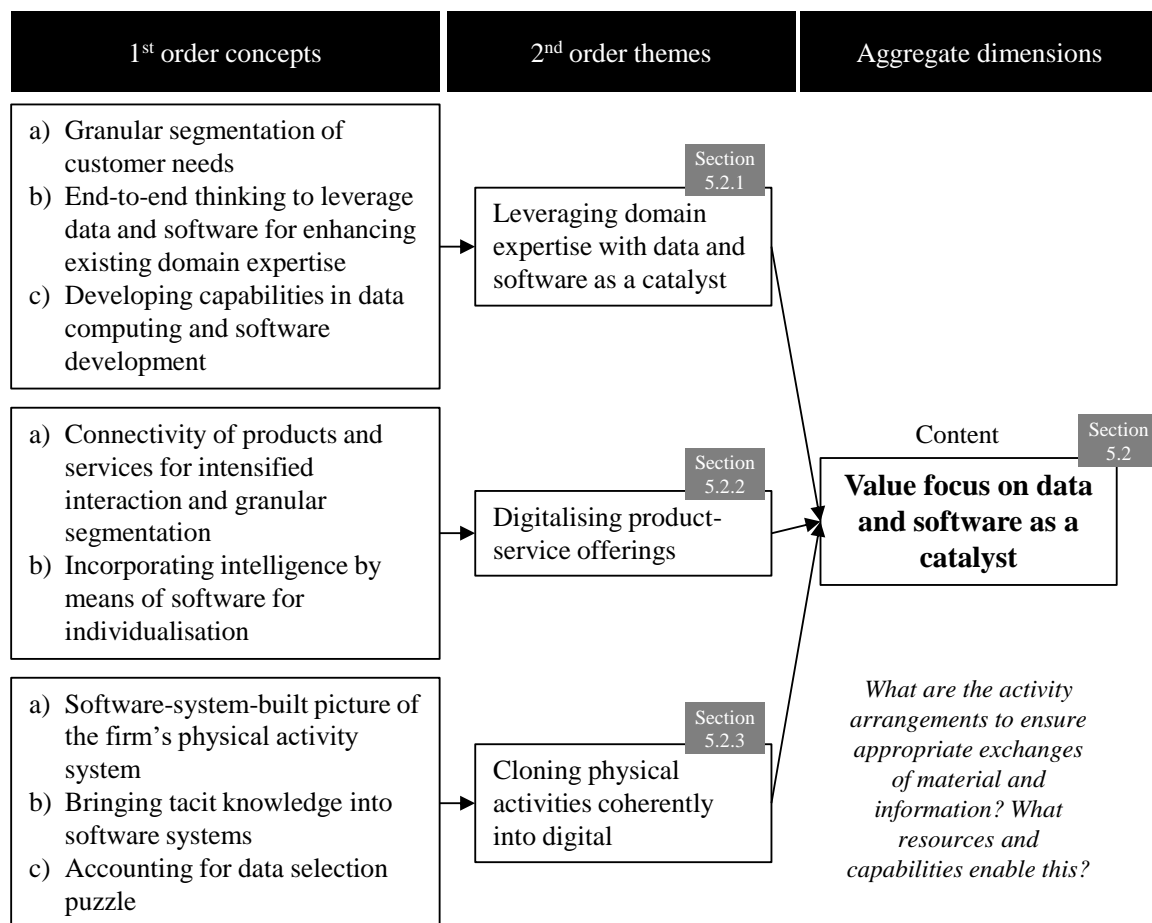 1st order concepts
2nd order themes
Aggregate dimensions
a) Granular segmentation of
customer needs
b) End-to-end thinking to leverage
data and software for enhancing
existing domain expertise
c) Developing capabilities in data
computing and software
development
Section
5.2.1
Leveraging domain
expertise with data and
software as a catalyst
a) Connectivity of products and
services for intensified
interaction and granular
segmentation
b) Incorporating intelligence by
means of software for
individualisation
Section
5.2.2
Digitalising product-
service offerings
Content
Section
5.2
Value focus on data
and software as a
catalyst
a) Software-system-built picture of
the firm’s physical activity
system
b) Bringing tacit knowledge into
software systems
c) Accounting for data selection
puzzle
Section
5.2.3
Cloning physical
activities coherently
into digital
What are the activity
arrangements to ensure
appropriate exchanges
of material and
information? What
resources and
capabilities enable this?